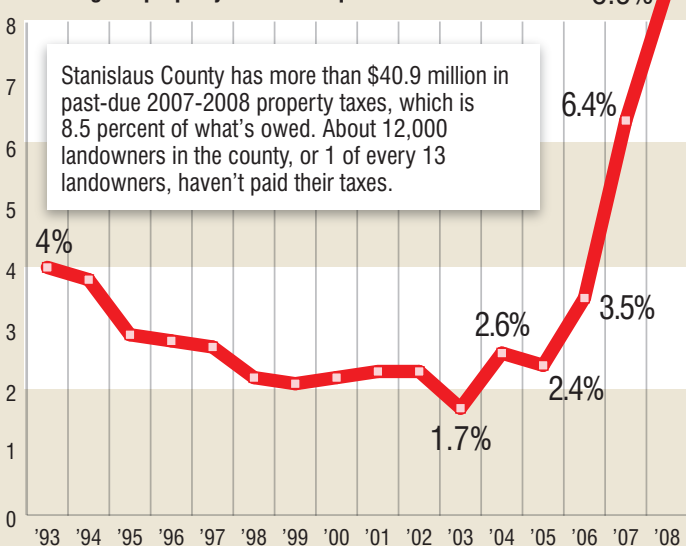 8
Stanislaus County has more than $40.9 million in
past-due 2007-2008 property taxes, which is
8.5 percent of what's owed. About 12,000
landowners in the county, or 1 of every 13
landowners, haven't paid their taxes.
7
6.4%
6
5
4%
4
3.5%
3
2.6%
2.4%
2
1.7%
1
0
'93 '94 '95 '96 '97 '98 '99 '00 '01 '02 '03 '04 '05 '06 '07 '08